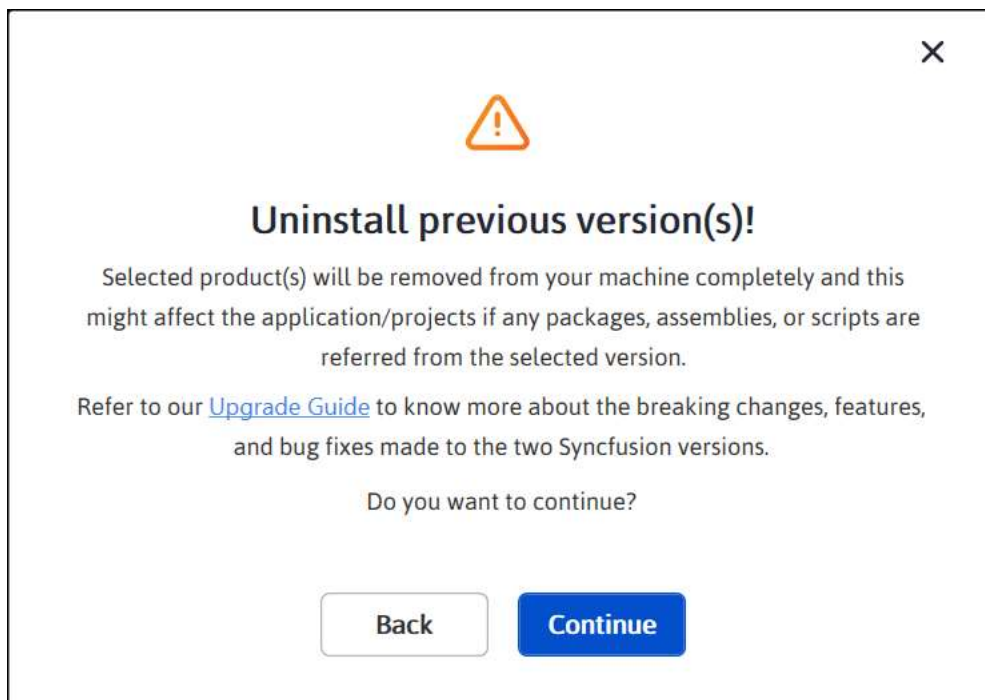 Uninstall previous version(s)!
Selected product(s) will be removed from your machine completely and this
might affect the application/projects if any packages, assemblies, or scripts are
referred from the selected version.
Refer to our Upgrade Guide to know more about the breaking changes, features,
and bug fixes made to the two Syncfusion versions.
Do you want to continue?
Back
Continue